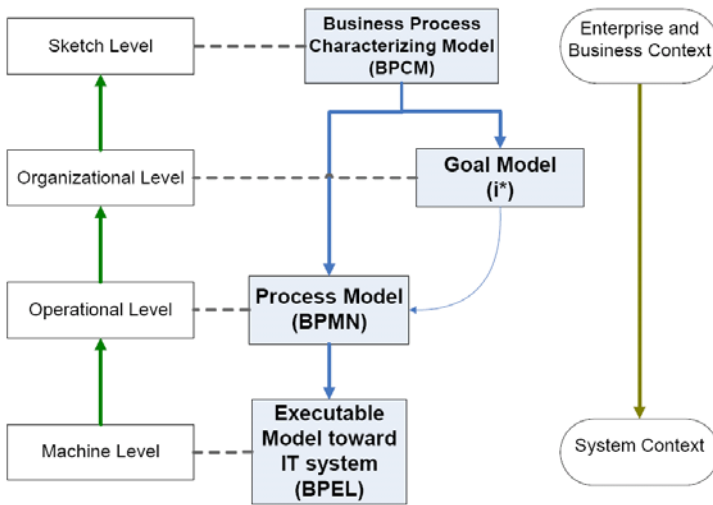 Sketch Level
Business Process
Characterizing Model
(BPCM)
Enterprise and
Business Context
Organizational Level
Goal Model
(i*)
Operational Level
Process Model
(BPMN)
Machine Level
Executable
Model toward
IT system
(BPEL)
System Context